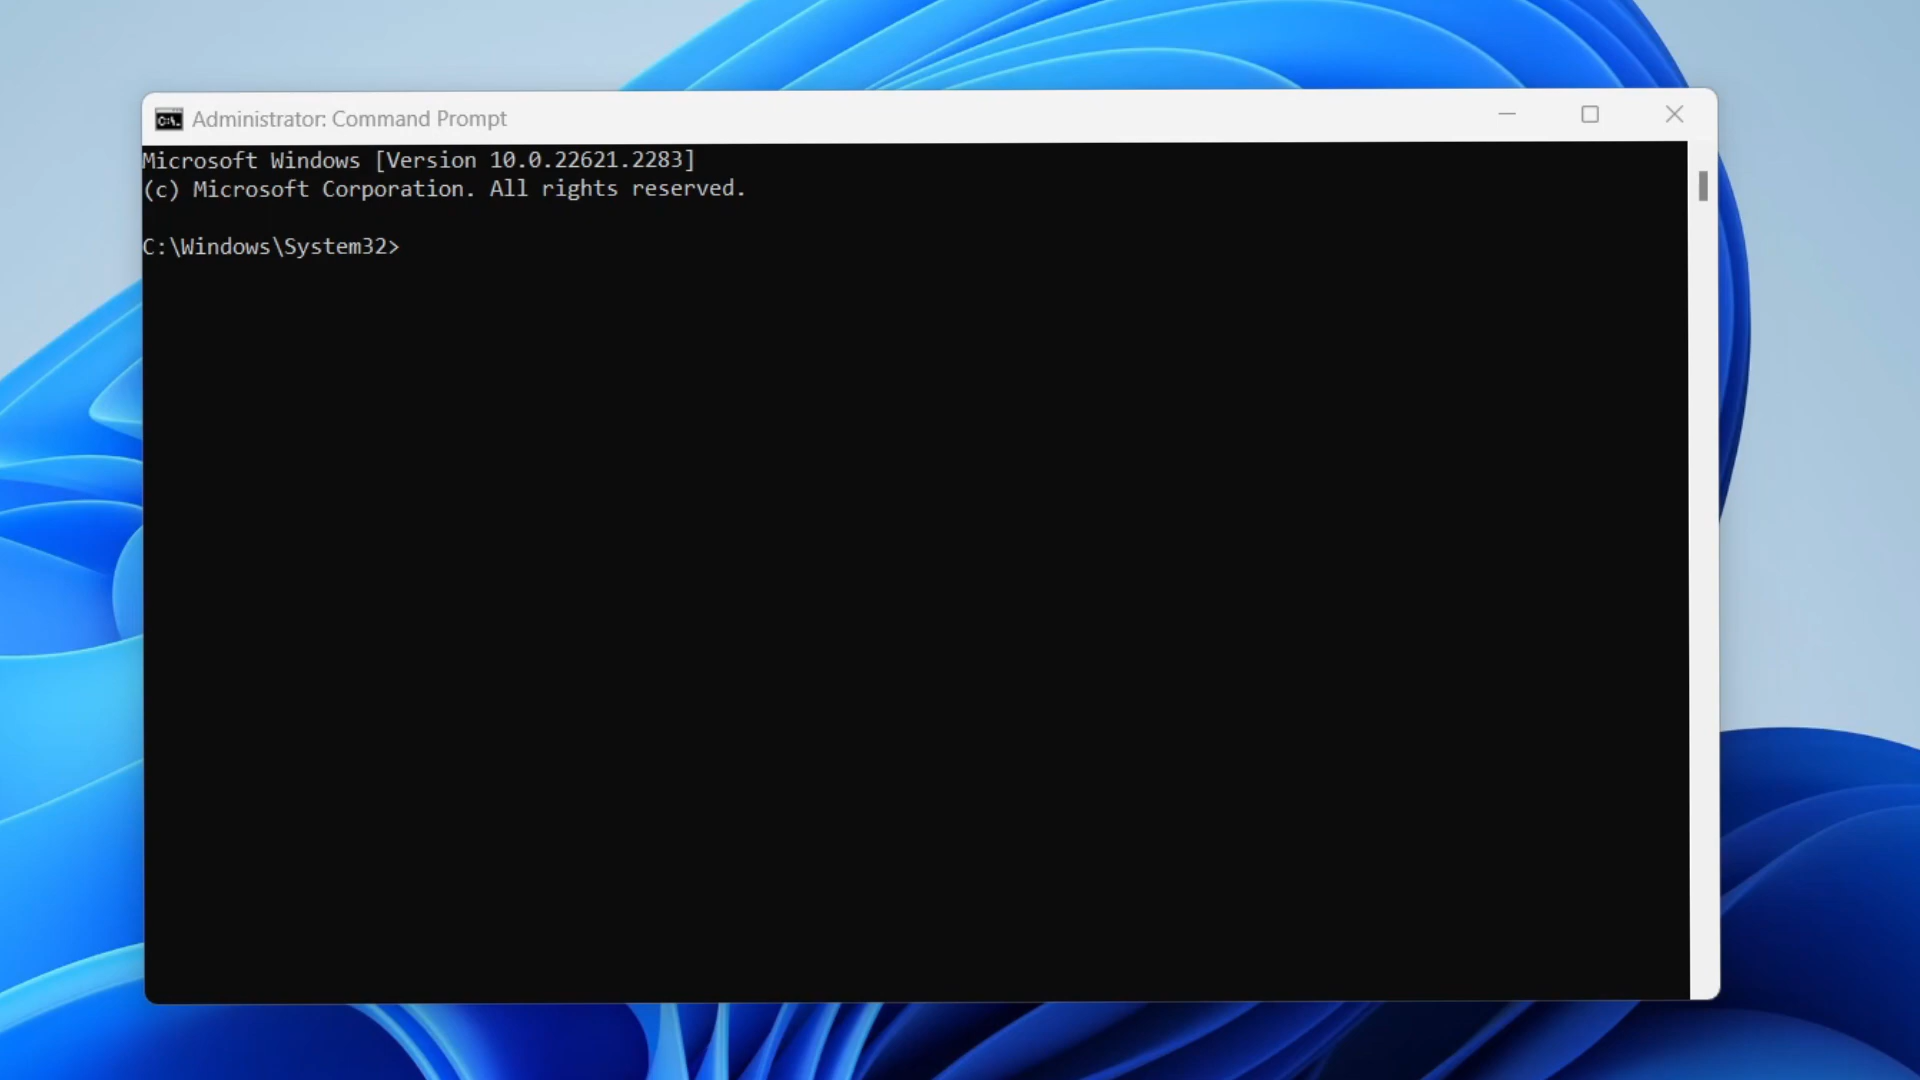 Administrator: Command Prompt
Microsoft Windows [Version 10.0.22621.2283]
(c) Microsoft Corporation. All rights reserved.
C:\Windows\System32>